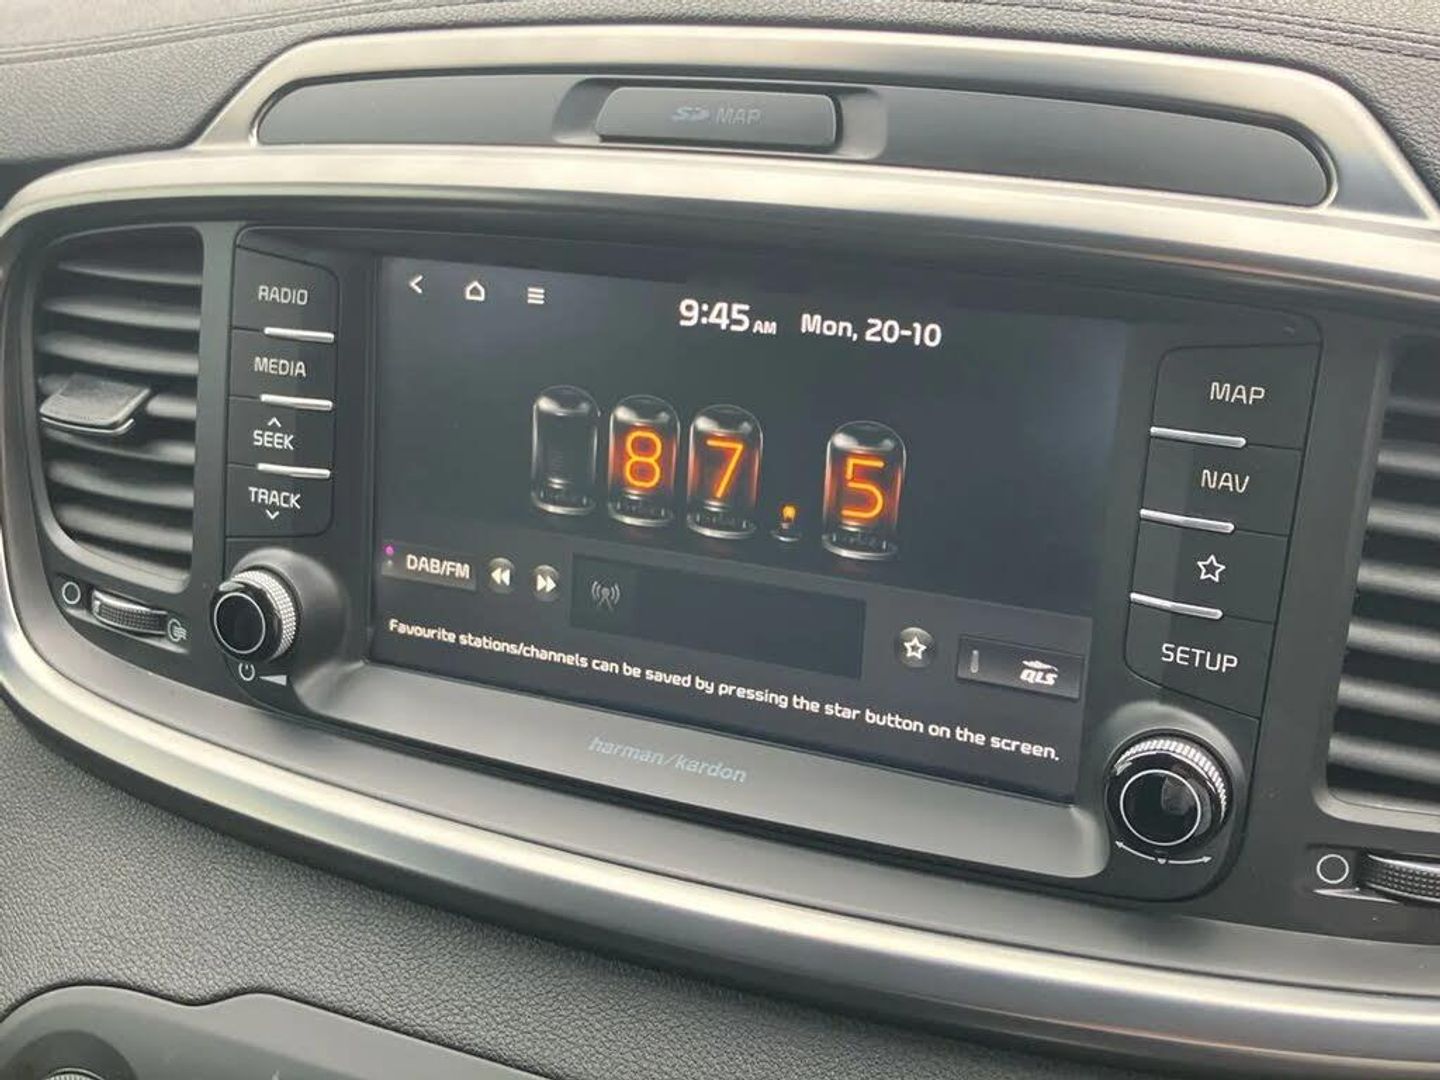 SD MAP
RADIO
MEDIA
SEEK
TRACK
9:45 AM Mon, 20-10
87.5
DAB/FM
QLS
Favourite stations/channels can be saved by pressing the star button on the screen.
harman/kardon
MAP
NAV
SETUP